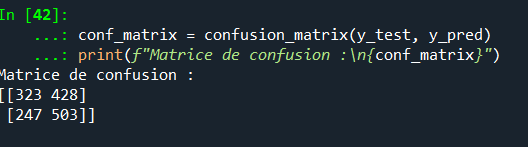 In [42]:
...: conf_matrix = confusion_matrix(y_test, y_pred)
...: print(f"Matrice de confusion :\n{conf_matrix}")
Matrice de confusion :
[[323 428]
[247 503]]